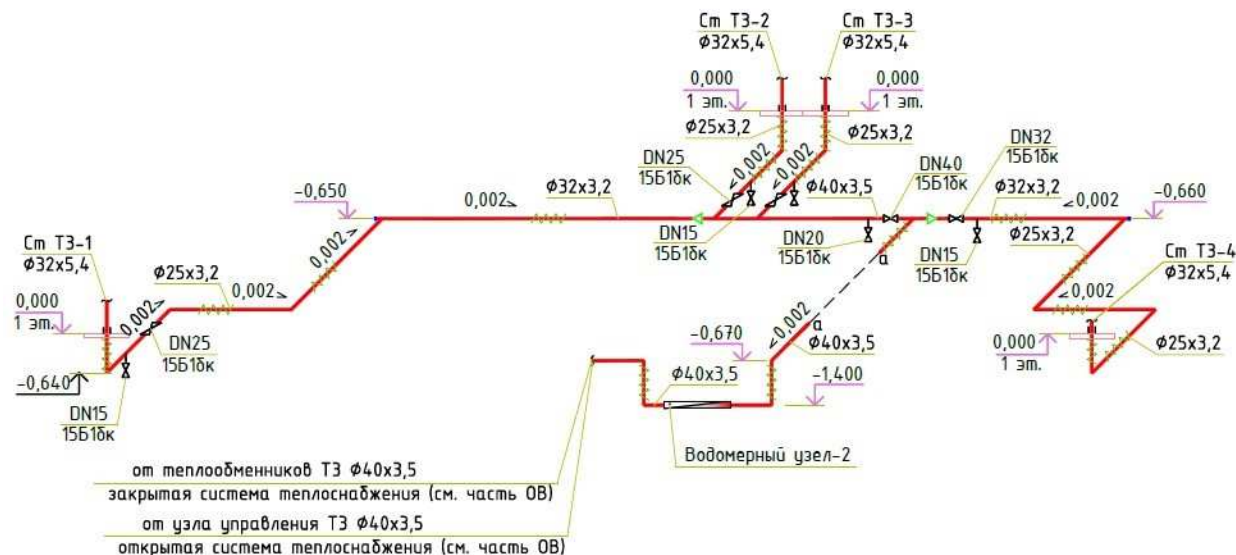 Ст Т3-2
Ф32х5,4
Ст Т3-3
Ф32х5,4
0,000
1 эт.
0,000
1 эт.
Ф25х3,2
Ф25х3,2
DN25
15Б1бк
0,002
0,002
DN32
15Б1бк
DN40
15Б1бк
-0,650
0,002
Ф32х3,2
Ф40х3,5
Ф32х3,2
0,002
-0,660
DN15
15Б1бк
DN20
15Б1бк
DN15
15Б1бк
Ф25х3,2
Ст Т3-4
Ф32х5,4
Ст Т3-1
Ф32х5,4
Ф25х3,2
0,002
0,002
а
0,000
1 эт.
0,002
DN25
15Б1бк
0,002
а
0,002
0,000
1 эт.
Ф25х3,2
-0,670
Ф40х3,5
-0,640
DN15
15Б1бк
Ф40х3,5
-1,400
Водомерный узел-2
от теплообменников Т3 Ф40х3,5
закрытая система теплоснабжения (см. часть ОВ)
от узла управления Т3 Ф40х3,5
открытая система теплоснабжения (см. часть ОВ)